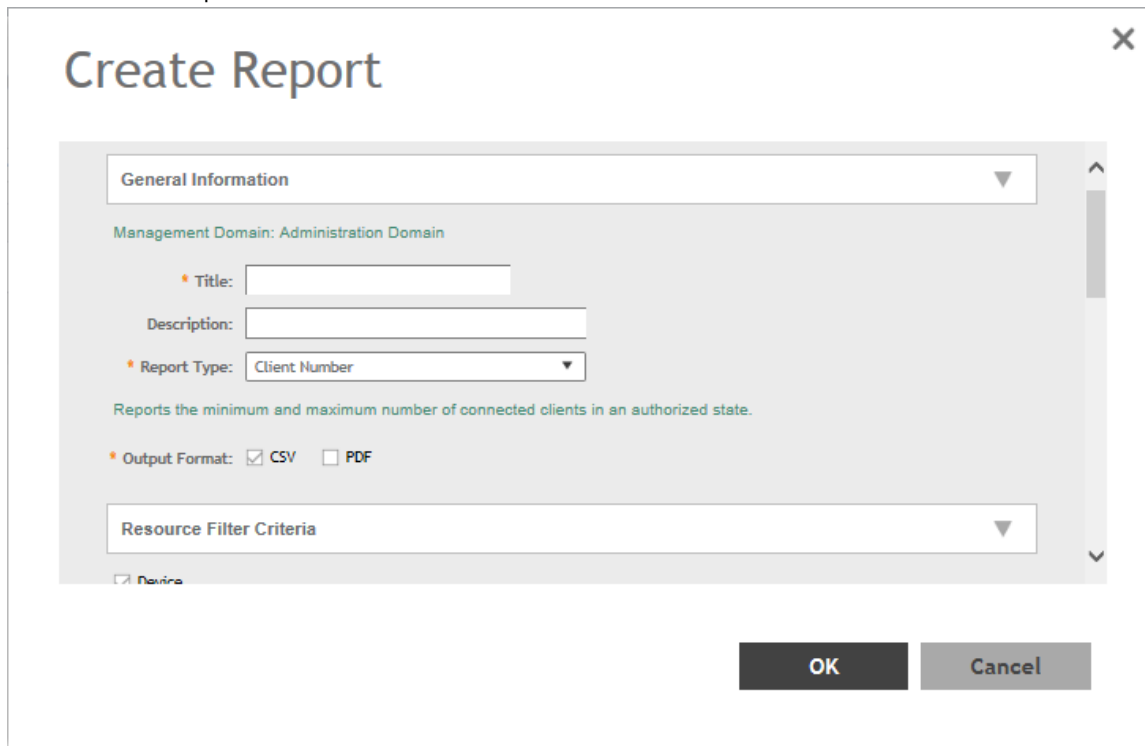 Create Report
General Information
Management Domain: Administration Domain
* Title:
Description:
* Report Type: Client Number
Reports the minimum and maximum number of connected clients in an authorized state.
* Output Format: CSV PDF
Resource Filter Criteria
Device
OK Cancel